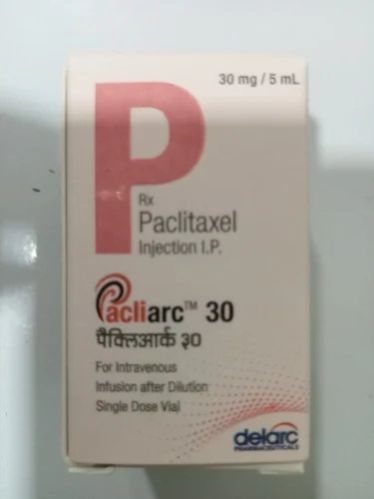 30 mg / 5 mL
P
Rx
Paclitaxel
Injection I.P.
Pacliarc™ 30
पैक्लिआर्क ३०
For Intravenous
Infusion after Dilution
Single Dose Vial
delarc
PHARMACEUTICALS